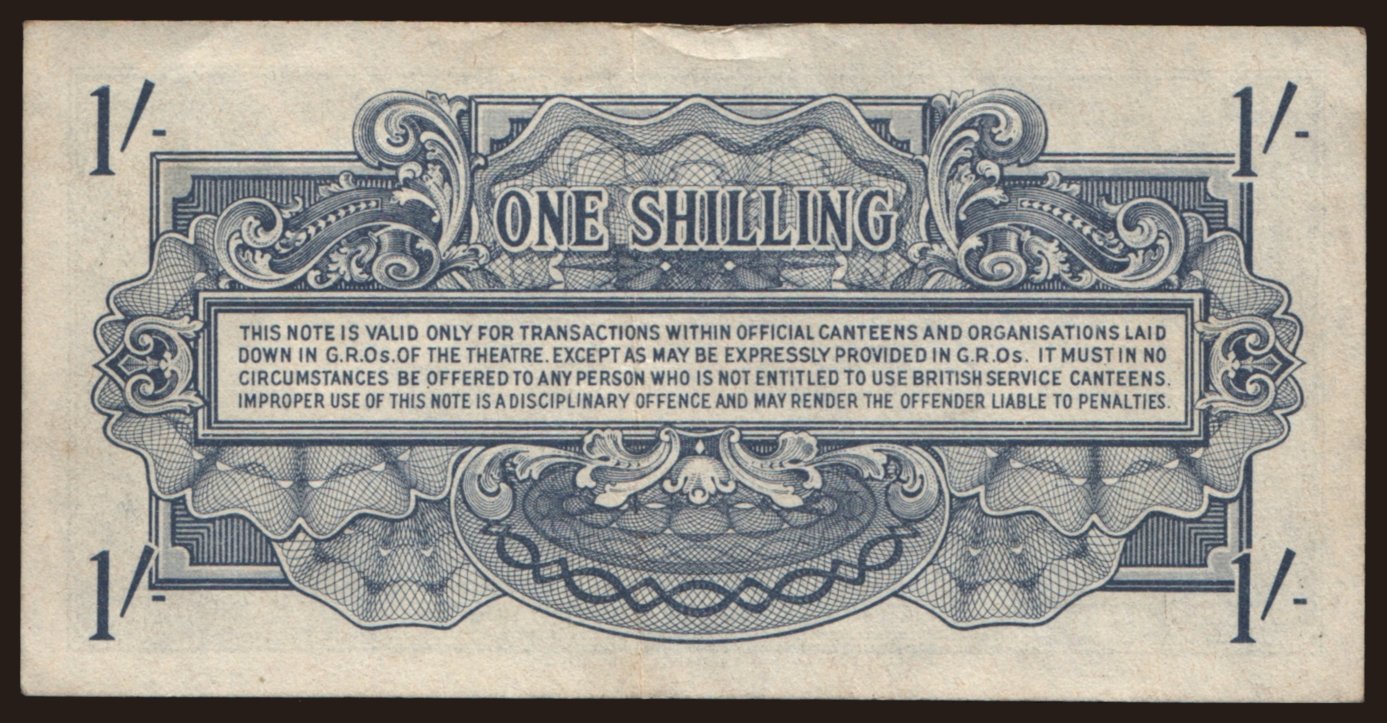 1/- 1/-
ONE SHILLING
THIS NOTE IS VALID ONLY FOR TRANSACTIONS WITHIN OFFICIAL CANTEENS AND ORGANISATIONS LAID
DOWN IN G.R.Os. OF THE THEATRE. EXCEPT AS MAY BE EXPRESSLY PROVIDED IN G.R.Os. IT MUST IN NO
CIRCUMSTANCES BE OFFERED TO ANY PERSON WHO IS NOT ENTITLED TO USE BRITISH SERVICE CANTEENS.
IMPROPER USE OF THIS NOTE IS A DISCIPLINARY OFFENCE AND MAY RENDER THE OFFENDER LIABLE TO PENALTIES.
1/- 1/-